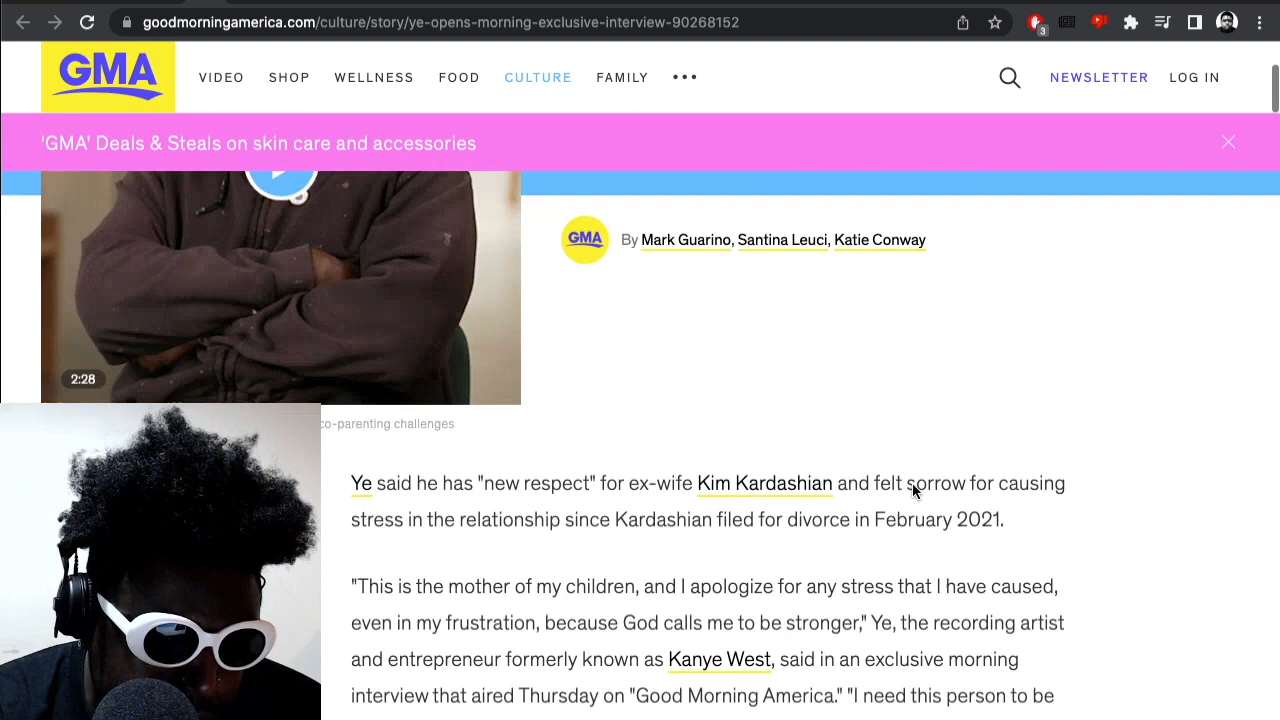 goodmorningamerica.com/culture/story/ye-opens-morning-exclusive-interview-90268152
3
GMA VIDEO SHOP WELLNESS FOOD CULTURE FAMILY ••• NEWSLETTER LOG IN
'GMA' Deals & Steals on skin care and accessories
GMA By Mark Guarino, Santina Leuci, Katie Conway
2:28
co-parenting challenges
Ye said he has "new respect" for ex-wife Kim Kardashian and felt sorrow for causing
stress in the relationship since Kardashian filed for divorce in February 2021.
"This is the mother of my children, and I apologize for any stress that I have caused,
even in my frustration, because God calls me to be stronger," Ye, the recording artist
and entrepreneur formerly known as Kanye West, said in an exclusive morning
interview that aired Thursday on "Good Morning America." "I need this person to be